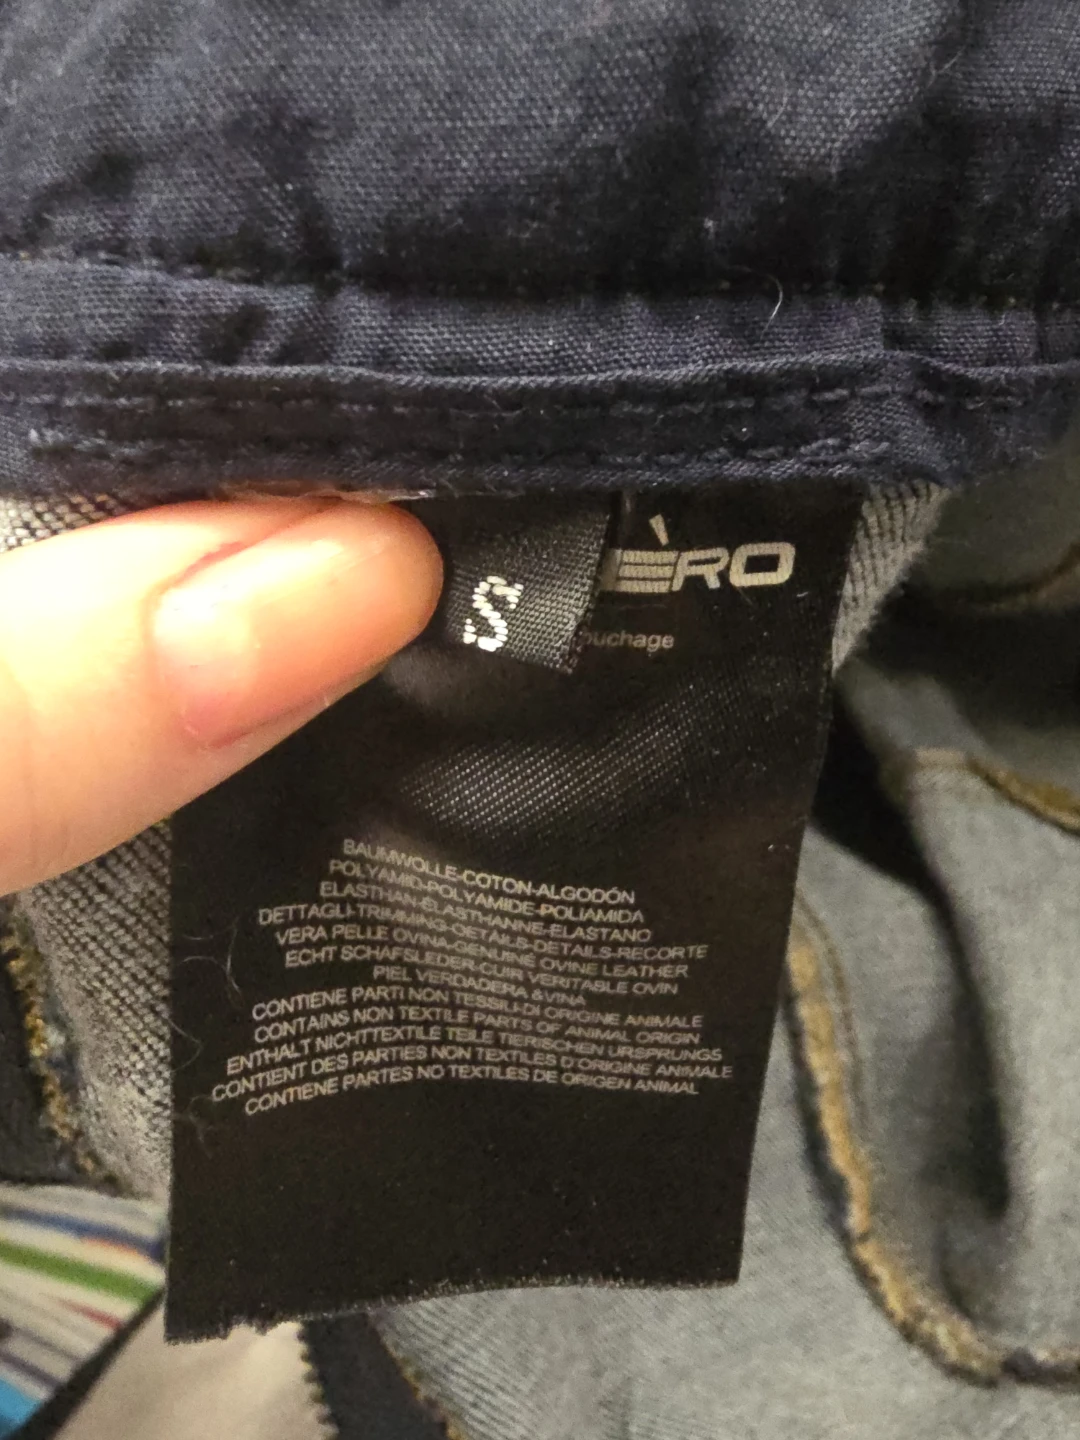 S
ÈRO
ouchage
BAUMWOLLE-COTON-ALGODÓN
POLYAMID-POLYAMIDE-POLIAMIDA
ELASTHAN-ELASTHANNE-ELASTANO
DETTAGLI-TRIMMING-DETAILS-DETAILS-RECORTE
VERA PELLE OVINA-GENUINE OVINE LEATHER
ECHT SCHAFSLEDER-CUIR VERITABLE OVIN
PIEL VERDADERA &VINA
CONTIENE PARTI NON TESSILI-DI ORIGINE ANIMALE
CONTAINS NON TEXTILE PARTS OF ANIMAL ORIGIN
ENTHALT NICHTTEXTILE TEILE TIERISCHEN URSPRUNGS
CONTIENT DES PARTIES NON TEXTILES D'ORIGINE ANIMALE
CONTIENE PARTES NO TEXTILES DE ORIGEN ANIMAL